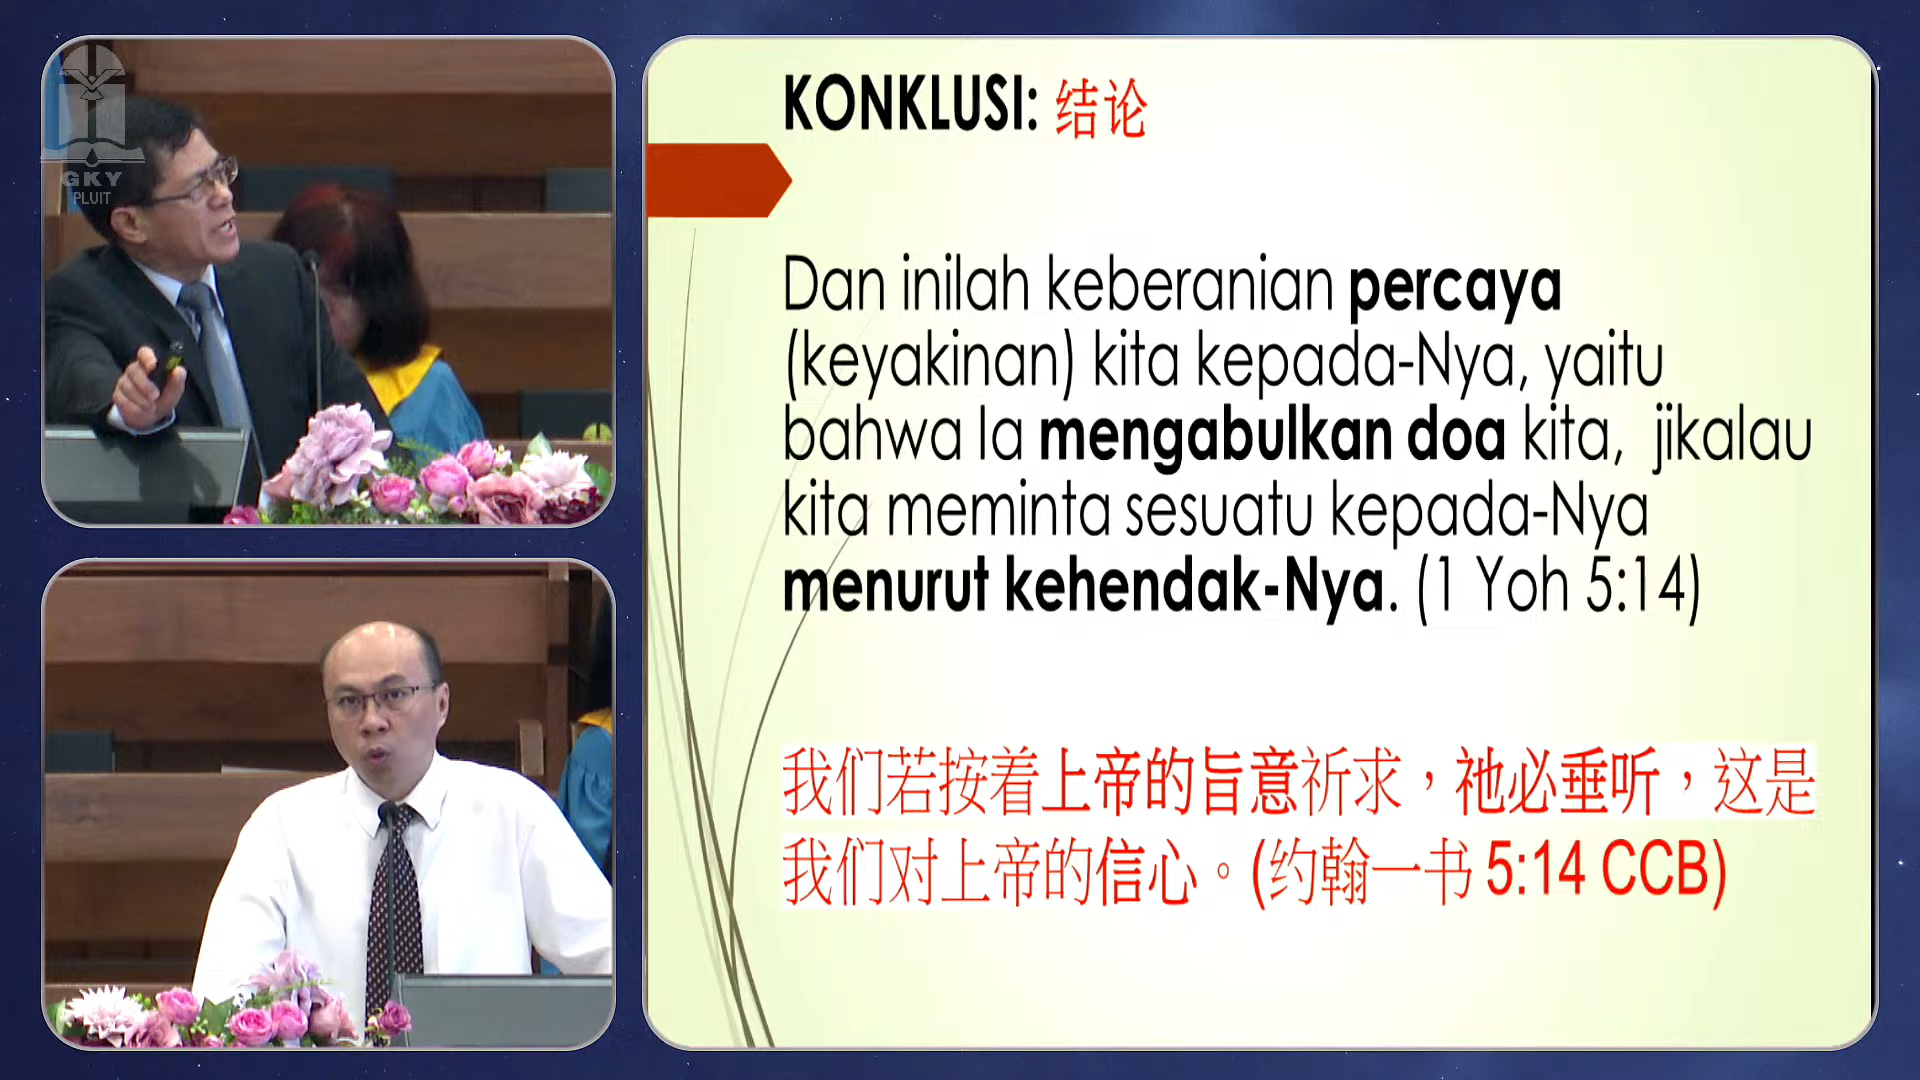 GKY
PLUIT
KONKLUSI: 结论
Dan inilah keberanian percaya
(keyakinan) kita kepada-Nya, yaitu
bahwa Ia mengabulkan doa kita, jikalau
kita meminta sesuatu kepada-Nya
menurut kehendak-Nya. (1 Yoh 5:14)
我们若按着上帝的旨意祈求，祂必垂听，这是
我们对上帝的信心。(约翰一书 5:14 CCB)